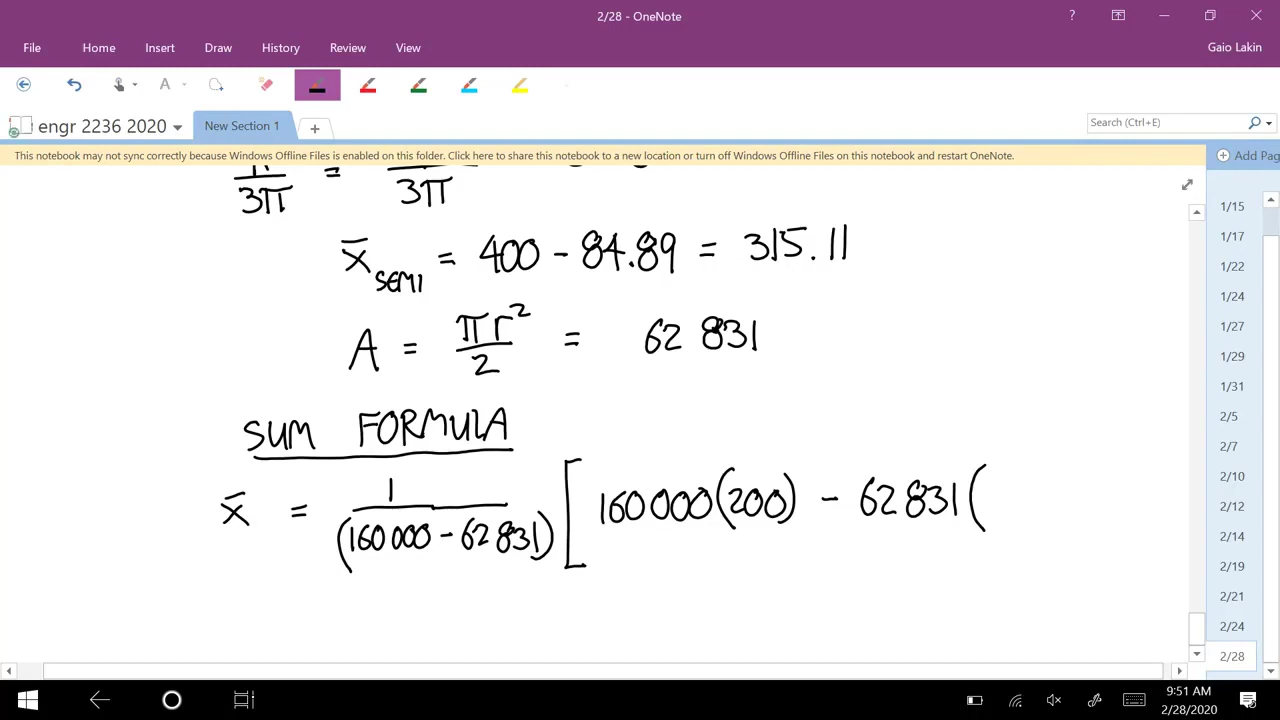 2/28 - OneNote
?
File Home Insert Draw History Review View Gaio Lakin
A
engr 2236 2020 New Section 1 + Search (Ctrl+E)
This notebook may not sync correctly because Windows Offline Files is enabled on this folder. Click here to share this notebook to a new location or turn off Windows Offline Files on this notebook and restart OneNote.
Add Pag
3π = 3π
x̄ SEMI = 400 - 84.89 = 315.11
A = πr²/2 = 62 831
SUM FORMULA
x̄ = 1/(160 000 - 62 831) [160 000(200) - 62 831(
1/15
1/17
1/22
1/24
1/27
1/29
1/31
2/5
2/7
2/10
2/12
2/14
2/19
2/21
2/24
2/28
9:51 AM
2/28/2020